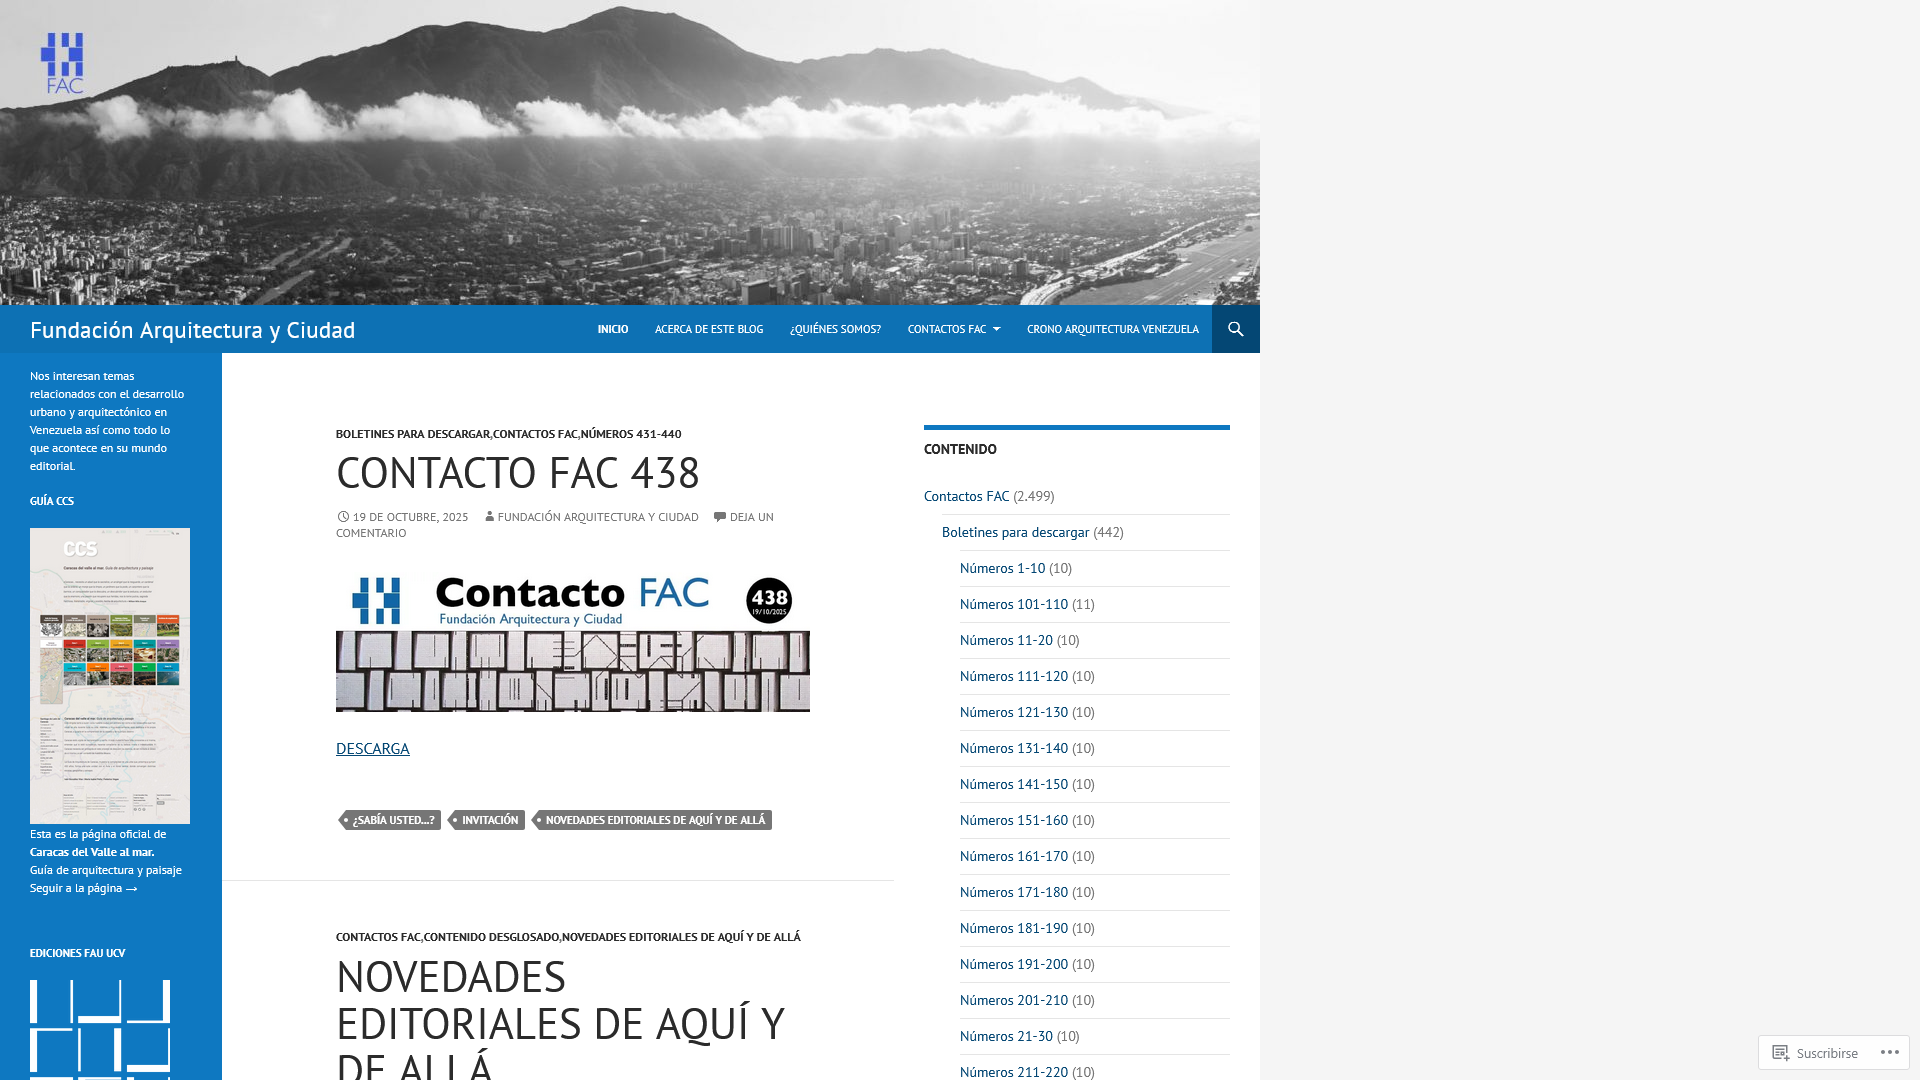 FAC
Fundación Arquitectura y Ciudad
INICIO
ACERCA DE ESTE BLOG
¿QUIÉNES SOMOS?
CONTACTOS FAC
CRONO ARQUITECTURA VENEZUELA
Nos interesan temas
relacionados con el desarrollo
urbano y arquitectónico en
Venezuela así como todo lo
que acontece en su mundo
editorial.
GUÍA CCS
CCS
Esta es la página oficial de
Caracas del Valle al mar.
Guía de arquitectura y paisaje
Seguir a la página →
EDICIONES FAU UCV
BOLETINES PARA DESCARGAR,CONTACTOS FAC,NÚMEROS 431-440
CONTACTO FAC 438
19 DE OCTUBRE, 2025 FUNDACIÓN ARQUITECTURA Y CIUDAD DEJA UN
COMENTARIO
Contacto FAC
Fundación Arquitectura y Ciudad
438
19/10/2025
DESCARGA
¿SABÍA USTED...?
INVITACIÓN
NOVEDADES EDITORIALES DE AQUÍ Y DE ALLÁ
CONTACTOS FAC,CONTENIDO DESGLOSADO,NOVEDADES EDITORIALES DE AQUÍ Y DE ALLÁ
NOVEDADES
EDITORIALES DE AQUÍ Y
DE ALLÁ
CONTENIDO
Contactos FAC (2.499)
Boletines para descargar (442)
Números 1-10 (10)
Números 101-110 (11)
Números 11-20 (10)
Números 111-120 (10)
Números 121-130 (10)
Números 131-140 (10)
Números 141-150 (10)
Números 151-160 (10)
Números 161-170 (10)
Números 171-180 (10)
Números 181-190 (10)
Números 191-200 (10)
Números 201-210 (10)
Números 21-30 (10)
Números 211-220 (10)
Suscribirse